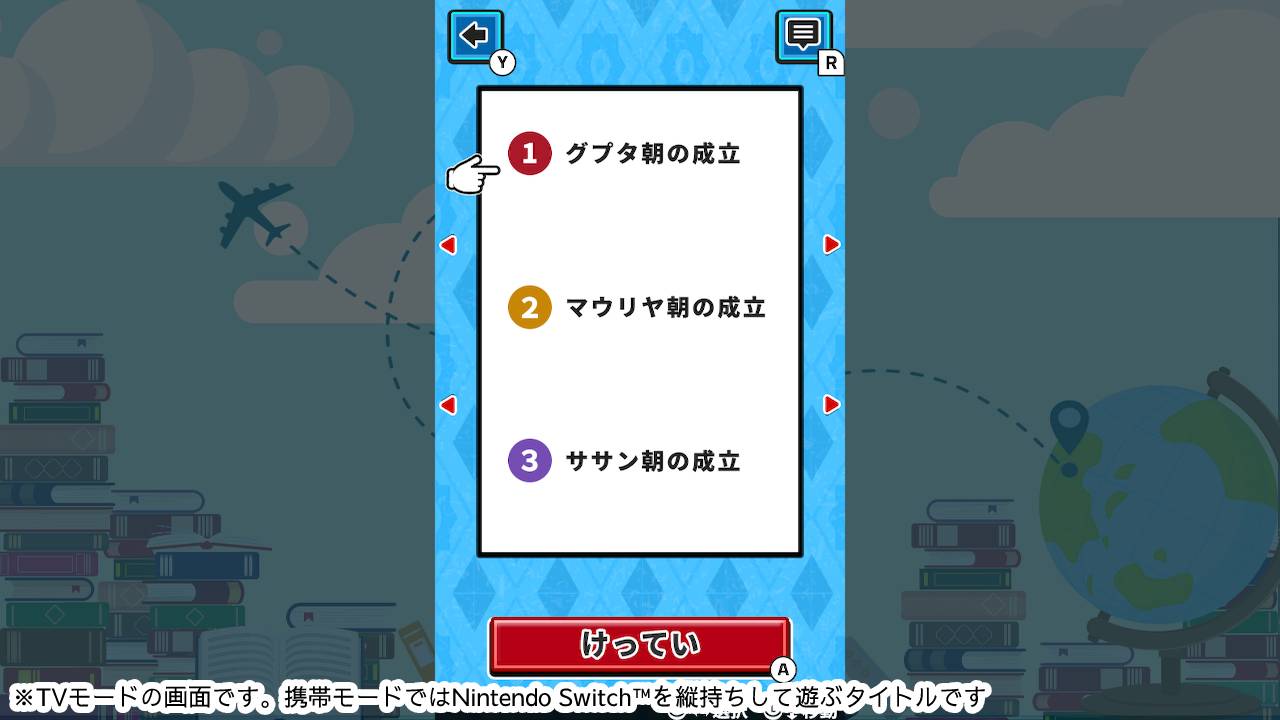 Y
R
1 グプタ朝の成立
2 マウリヤ朝の成立
3 ササン朝の成立
けってい
A
※TVモードの画面です。携帯モードではNintendo Switch™を縦持ちして遊ぶタイトルです